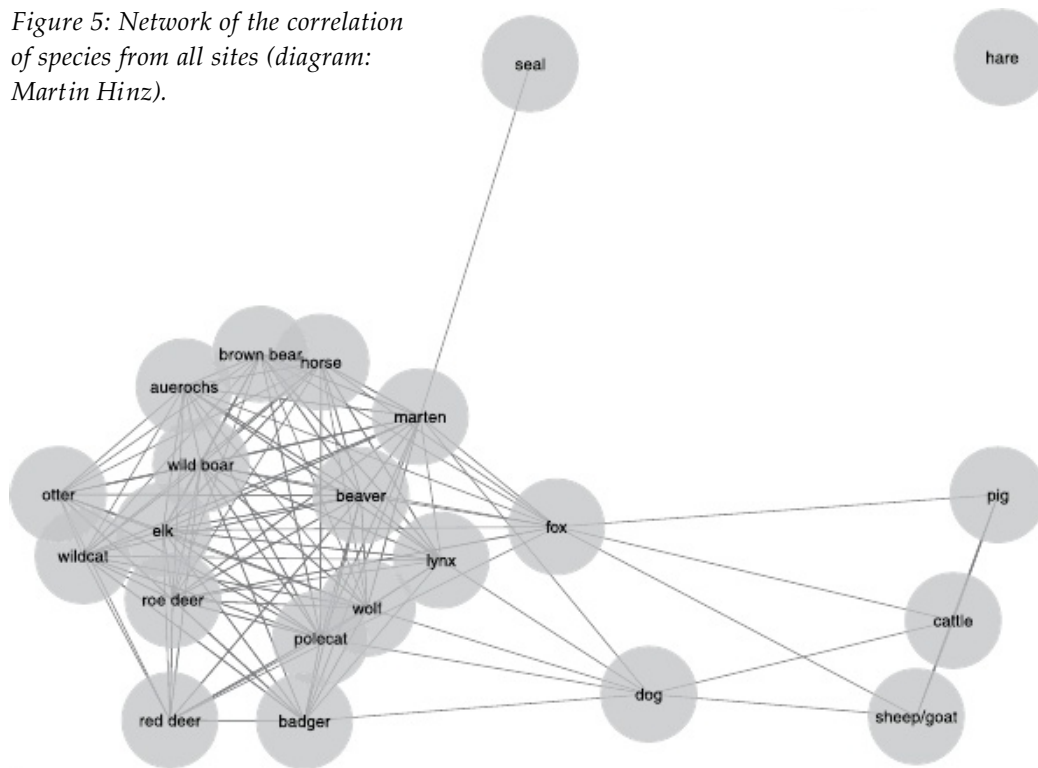 Figure 5: Network of the correlation
of species from all sites (diagram:
Martin Hinz).
seal
hare
brown bear
horse
auerochs
marten
wild boar
otter
beaver
pig
elk
fox
wildcat
lynx
roe deer
wolf
cattle
polecat
dog
red deer
badger
sheep/goat